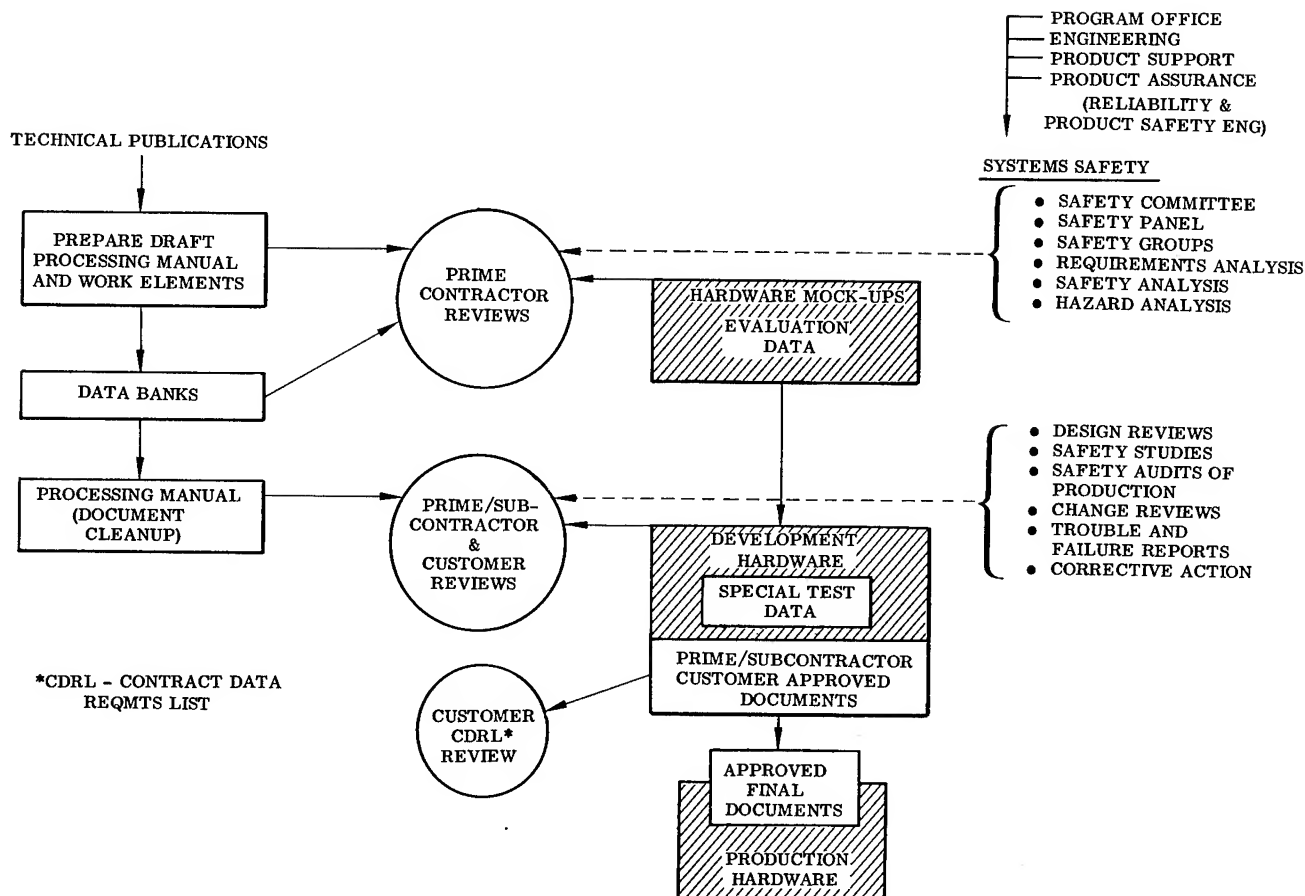 PROGRAM OFFICE
ENGINEERING
PRODUCT SUPPORT
PRODUCT ASSURANCE
(RELIABILITY &
PRODUCT SAFETY ENG)
TECHNICAL PUBLICATIONS
SYSTEMS SAFETY
• SAFETY COMMITTEE
• SAFETY PANEL
• SAFETY GROUPS
• REQUIREMENTS ANALYSIS
• SAFETY ANALYSIS
• HAZARD ANALYSIS
PREPARE DRAFT
PROCESSING MANUAL
AND WORK ELEMENTS
PRIME
CONTRACTOR
REVIEWS
HARDWARE MOCK-UPS
EVALUATION
DATA
DATA BANKS
• DESIGN REVIEWS
• SAFETY STUDIES
• SAFETY AUDITS OF
PRODUCTION
• CHANGE REVIEWS
• TROUBLE AND
FAILURE REPORTS
• CORRECTIVE ACTION
PROCESSING MANUAL
(DOCUMENT
CLEANUP)
PRIME/SUB-
CONTRACTOR
&
CUSTOMER
REVIEWS
DEVELOPMENT
HARDWARE
SPECIAL TEST
DATA
PRIME/SUBCONTRACTOR
CUSTOMER APPROVED
DOCUMENTS
*CDRL - CONTRACT DATA
REQMTS LIST
CUSTOMER
CDRL*
REVIEW
APPROVED
FINAL
DOCUMENTS
PRODUCTION
HARDWARE